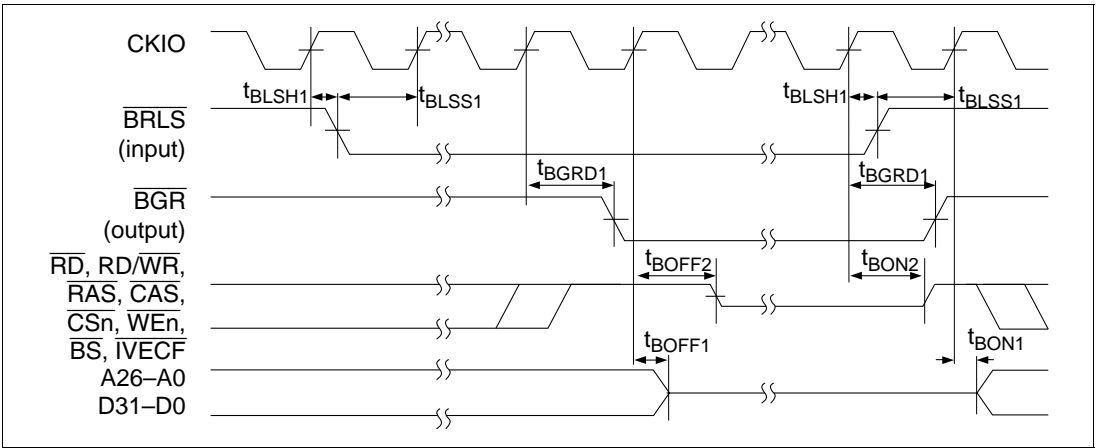 CKIO
tBLSH1 tBLSS1 tBLSH1 tBLSS1
BRLS
(input)
tBGRD1 tBGRD1
BGR
(output)
RD, RD/WR,
tBOFF2 tBON2
RAS, CAS,
CSn, WEn,
BS, IVECF
tBOFF1 tBON1
A26–A0
D31–D0